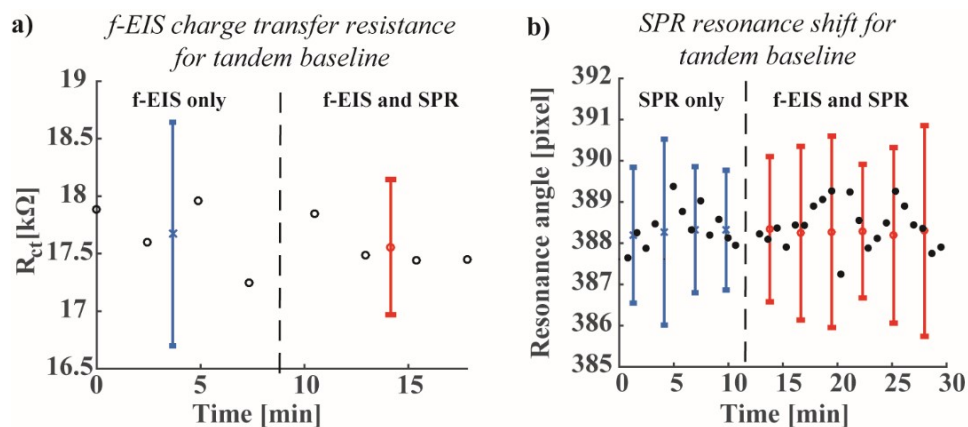 a)
f-EIS charge transfer resistance
for tandem baseline
f-EIS only
f-EIS and SPR
19
18.5
18
17.5
17
16.5
Rct[kΩ]
0 5 10 15
Time [min]
b)
SPR resonance shift for
tandem baseline
SPR only
f-EIS and SPR
392
391
390
389
388
387
386
385
Resonance angle [pixel]
0 5 10 15 20 25 30
Time [min]